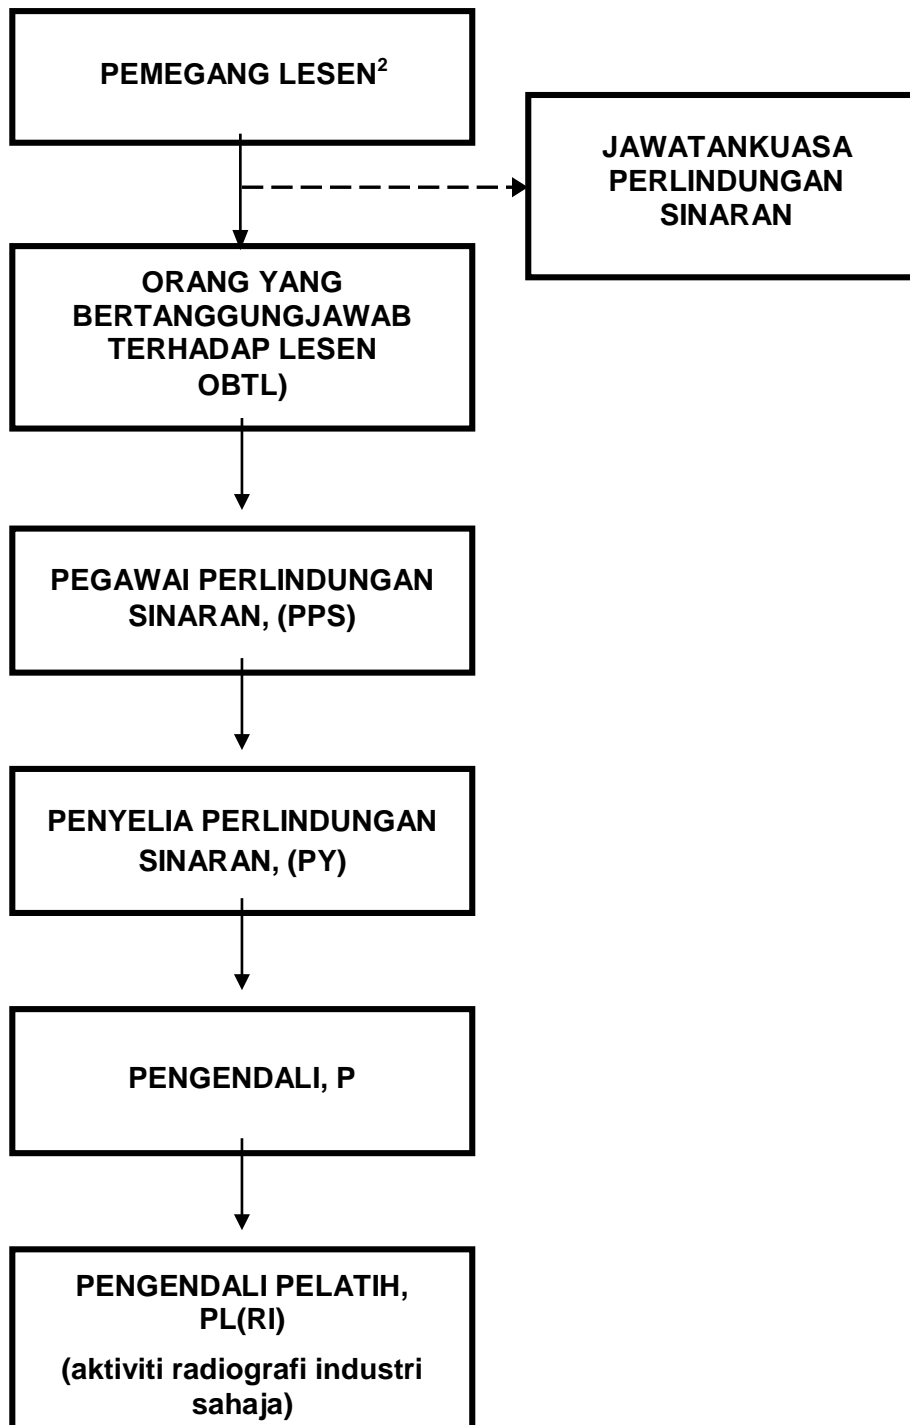 PEMEGANG LESEN²
JAWATANKUASA
PERLINDUNGAN
SINARAN
ORANG YANG
BERTANGGUNGJAWAB
TERHADAP LESEN
OBTL)
PEGAWAI PERLINDUNGAN
SINARAN, (PPS)
PENYELIA PERLINDUNGAN
SINARAN, (PY)
PENGENDALI, P
PENGENDALI PELATIH,
PL(RI)
(aktiviti radiografi industri
sahaja)